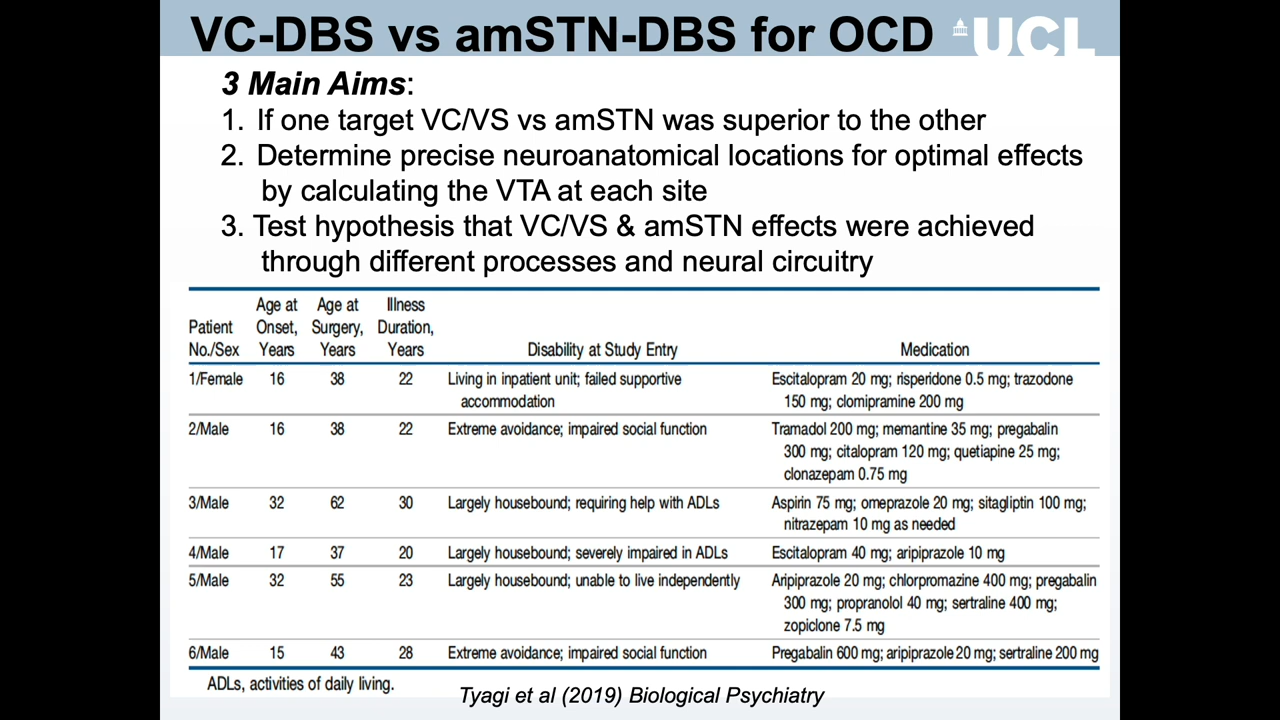 VC-DBS vs amSTN-DBS for OCD
UCL
3 Main Aims:
1. If one target VC/VS vs amSTN was superior to the other
2. Determine precise neuroanatomical locations for optimal effects
by calculating the VTA at each site
3. Test hypothesis that VC/VS & amSTN effects were achieved
through different processes and neural circuitry
Patient No./Sex Age at Onset, Years Age at Surgery, Years Illness Duration, Years Disability at Study Entry Medication
1/Female 16 38 22 Living in inpatient unit; failed supportive Escitalopram 20 mg; risperidone 0.5 mg; trazodone
accommodation 150 mg; clomipramine 200 mg
2/Male 16 38 22 Extreme avoidance; impaired social function Tramadol 200 mg; memantine 35 mg; pregabalin
300 mg; citalopram 120 mg; quetiapine 25 mg;
clonazepam 0.75 mg
3/Male 32 62 30 Largely housebound; requiring help with ADLs Aspirin 75 mg; omeprazole 20 mg; sitagliptin 100 mg;
nitrazepam 10 mg as needed
4/Male 17 37 20 Largely housebound; severely impaired in ADLs Escitalopram 40 mg; aripiprazole 10 mg
5/Male 32 55 23 Largely housebound; unable to live independently Aripiprazole 20 mg; chlorpromazine 400 mg; pregabalin
300 mg; propranolol 40 mg; sertraline 400 mg;
zopiclone 7.5 mg
6/Male 15 43 28 Extreme avoidance; impaired social function Pregabalin 600 mg; aripiprazole 20 mg; sertraline 200 mg
ADLs, activities of daily living.
Tyagi et al (2019) Biological Psychiatry